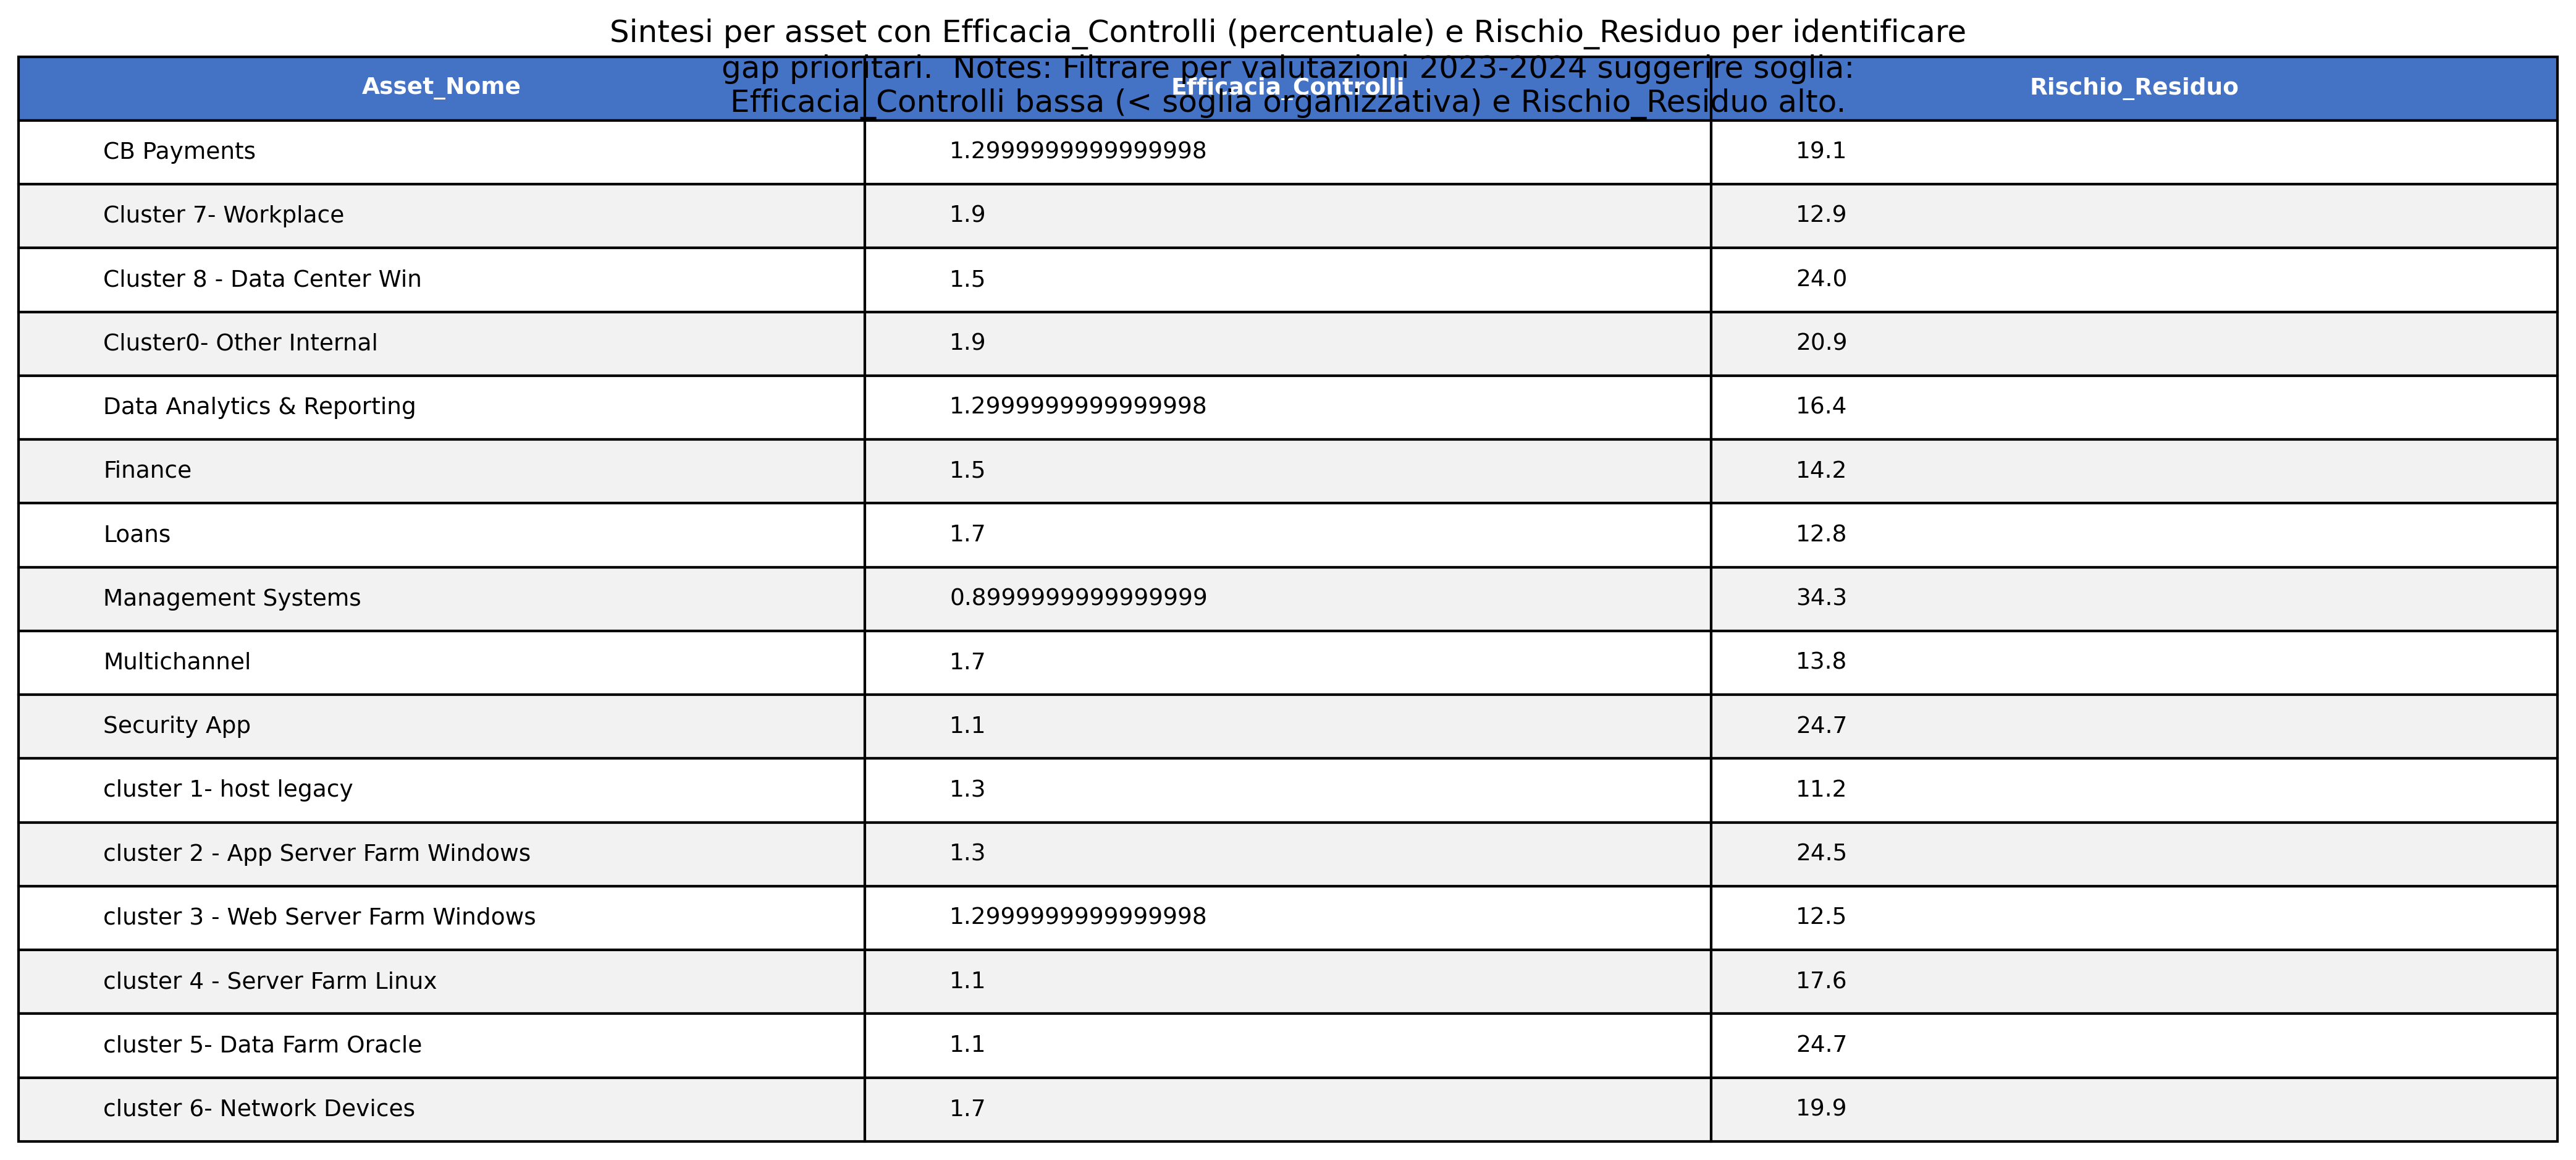 Sintesi per asset con Efficacia_Controlli (percentuale) e Rischio_Residuo per identificare
gap prioritari.  Notes: Filtrare per valutazioni 2023-2024 suggerire soglia:
Efficacia_Controlli bassa (< soglia organizzativa) e Rischio_Residuo alto.
Asset_Nome Efficacia_Controlli Rischio_Residuo
CB Payments 1.2999999999999998 19.1
Cluster 7- Workplace 1.9 12.9
Cluster 8 - Data Center Win 1.5 24.0
Cluster0- Other Internal 1.9 20.9
Data Analytics & Reporting 1.2999999999999998 16.4
Finance 1.5 14.2
Loans 1.7 12.8
Management Systems 0.8999999999999999 34.3
Multichannel 1.7 13.8
Security App 1.1 24.7
cluster 1- host legacy 1.3 11.2
cluster 2 - App Server Farm Windows 1.3 24.5
cluster 3 - Web Server Farm Windows 1.2999999999999998 12.5
cluster 4 - Server Farm Linux 1.1 17.6
cluster 5- Data Farm Oracle 1.1 24.7
cluster 6- Network Devices 1.7 19.9